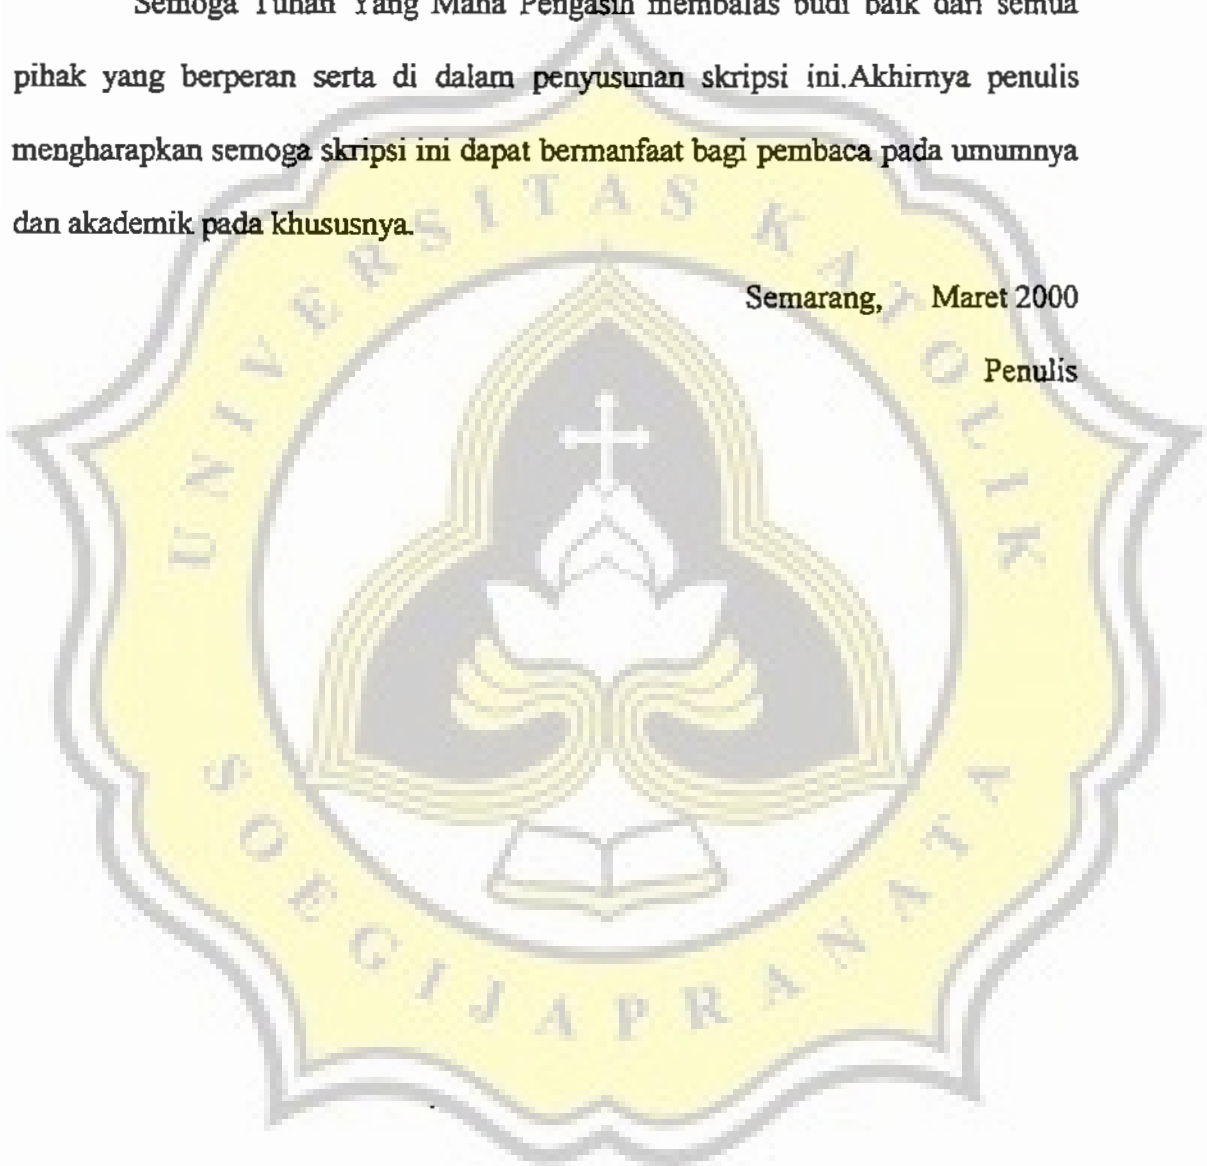 Semoga Tuhan Yang Maha Pengasih membalas budi baik dari semua
pihak yang berperan serta di dalam penyusunan skripsi ini.Akhirnya penulis
mengharapkan semoga skripsi ini dapat bermanfaat bagi pembaca pada umumnya
dan akademik pada khususnya.
Semarang, Maret 2000
Penulis
UNIVERSITAS KATOLIK
SOEGIJAPRANATA